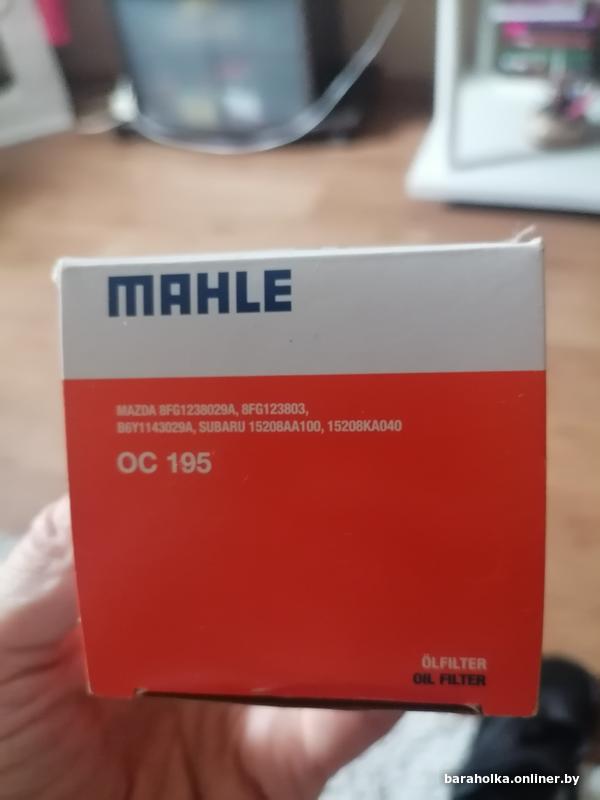 MAHLE
MAZDA 8FG1238029A, 8FG123803,
B6Y1143029A, SUBARU 15208AA100, 15208KA040
OC 195
ÖLFILTER
OIL FILTER
baraholka.onliner.by